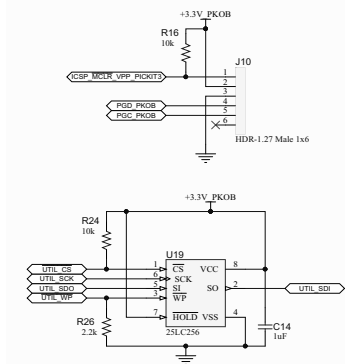 +3.3V_PKOB
R16
10k
J10
ICSP_MCLR_VPP_PICKIT3
1
2
3
PGD_PKOB
4
PGC_PKOB
5
6
HDR-1.27 Male 1x6
+3.3V_PKOB
R24
10k
U19
UTIL_CS
1
CS
VCC
8
UTIL_SCK
6
SCK
UTIL_SDO
5
SI
SO
2
UTIL_SDI
UTIL_WP
3
WP
R26
2.2k
7
HOLD
VSS
4
25LC256
C14
1uF